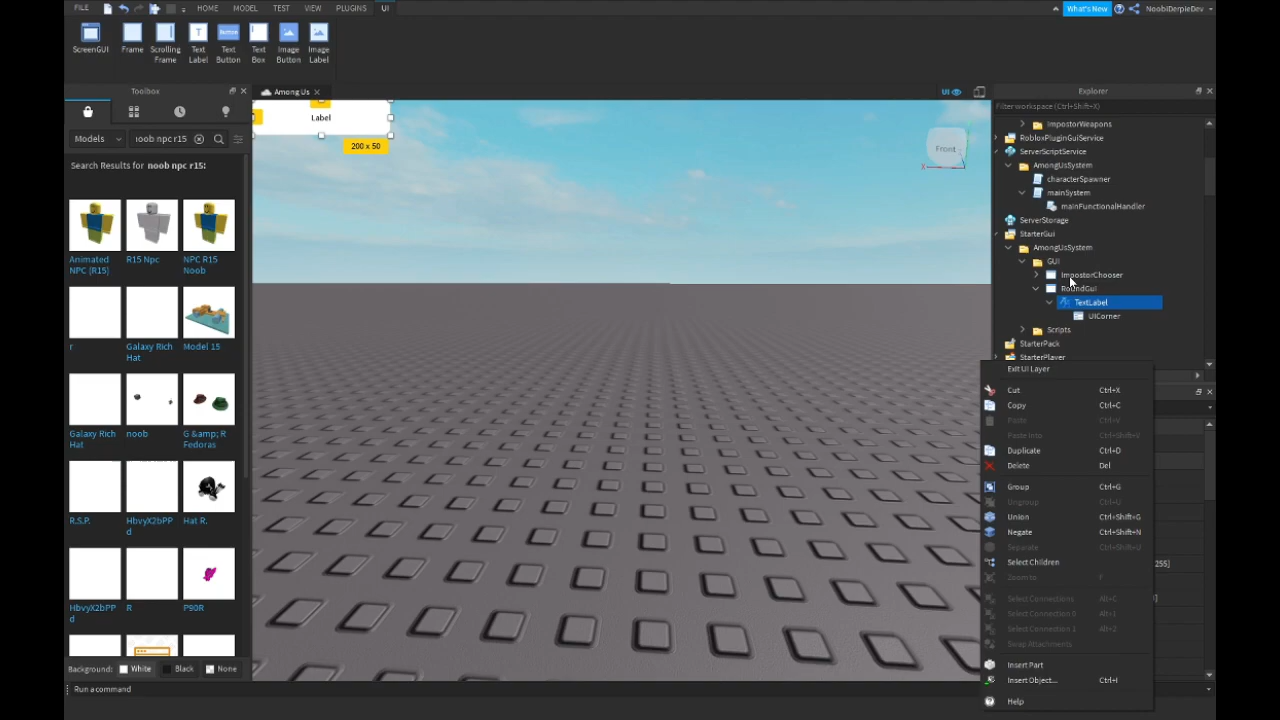 FILE HOME MODEL TEST VIEW PLUGINS UI What's New NoobiDerpieDev
ScreenGUI Frame Scrolling Frame Text Label Text Button Text Box Image Button Image Label
Button
Toolbox
Among Us
UI
Explorer
Filter workspace (Ctrl+Shift+X)
Models
noob npc r15
Search Results for noob npc r15:
Animated NPC (R15)
R15 Npc
NPC R15 Noob
r
Galaxy Rich Hat
Model 15
Galaxy Rich Hat
noob
G &amp; R Fedoras
R.S.P.
HbvyX2bPP d
Hat R.
HbvyX2bPP d
R
P90R
Background: White Black None
Run a command
Label
200 x 50
Front
X
ImpostorWeapons
RobloxPluginGuiService
ServerScriptService
AmongUsSystem
characterSpawner
mainSystem
mainFunctionalHandler
ServerStorage
StarterGui
AmongUsSystem
GUI
ImpostorChooser
RoundGui
TextLabel
UICorner
Scripts
StarterPack
StarterPlayer
Exit UI Layer
Cut Ctrl+X
Copy Ctrl+C
Paste Ctrl+V
Paste Into Ctrl+Shift+V
Duplicate Ctrl+D
Delete Del
Group Ctrl+G
Ungroup Ctrl+U
Union Ctrl+Shift+G
Negate Ctrl+Shift+N
Separate Ctrl+Shift+U
Select Children
Zoom to F
Select Connections Alt+C
Select Connection 0 Alt+1
Select Connection 1 Alt+2
Swap Attachments
Insert Part
Insert Object... Ctrl+I
Help
255]